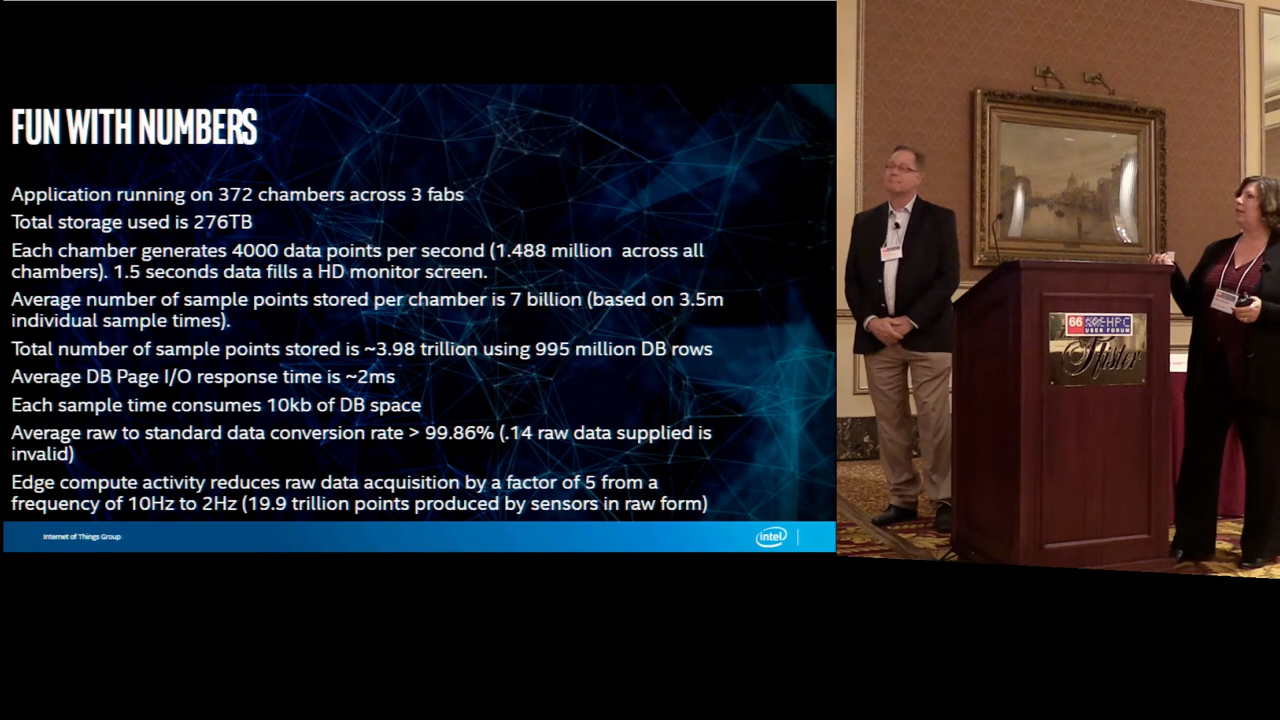 FUN WITH NUMBERS
Application running on 372 chambers across 3 fabs
Total storage used is 276TB
Each chamber generates 4000 data points per second (1.488 million across all
chambers). 1.5 seconds data fills a HD monitor screen.
Average number of sample points stored per chamber is 7 billion (based on 3.5m
individual sample times).
Total number of sample points stored is ~3.98 trillion using 995 million DB rows
Average DB Page I/O response time is ~2ms
Each sample time consumes 10kb of DB space
Average raw to standard data conversion rate > 99.86% (.14 raw data supplied is
invalid)
Edge compute activity reduces raw data acquisition by a factor of 5 from a
frequency of 10Hz to 2Hz (19.9 trillion points produced by sensors in raw form)
Internet of Things Group
intel
66 HPC
USER FORUM
Pfister